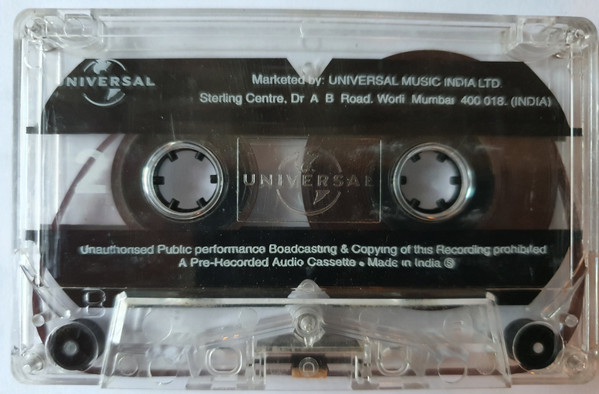 UNIVERSAL
Marketed by: UNIVERSAL MUSIC INDIA LTD.
Sterling Centre, Dr A B Road, Worli Mumbai 400 018. (INDIA)
2
UNIVERSAL
Unauthorised Public performance Boadcasting & Copying of this Recording prohibited
A Pre-Recorded Audio Cassette • Made in India
B